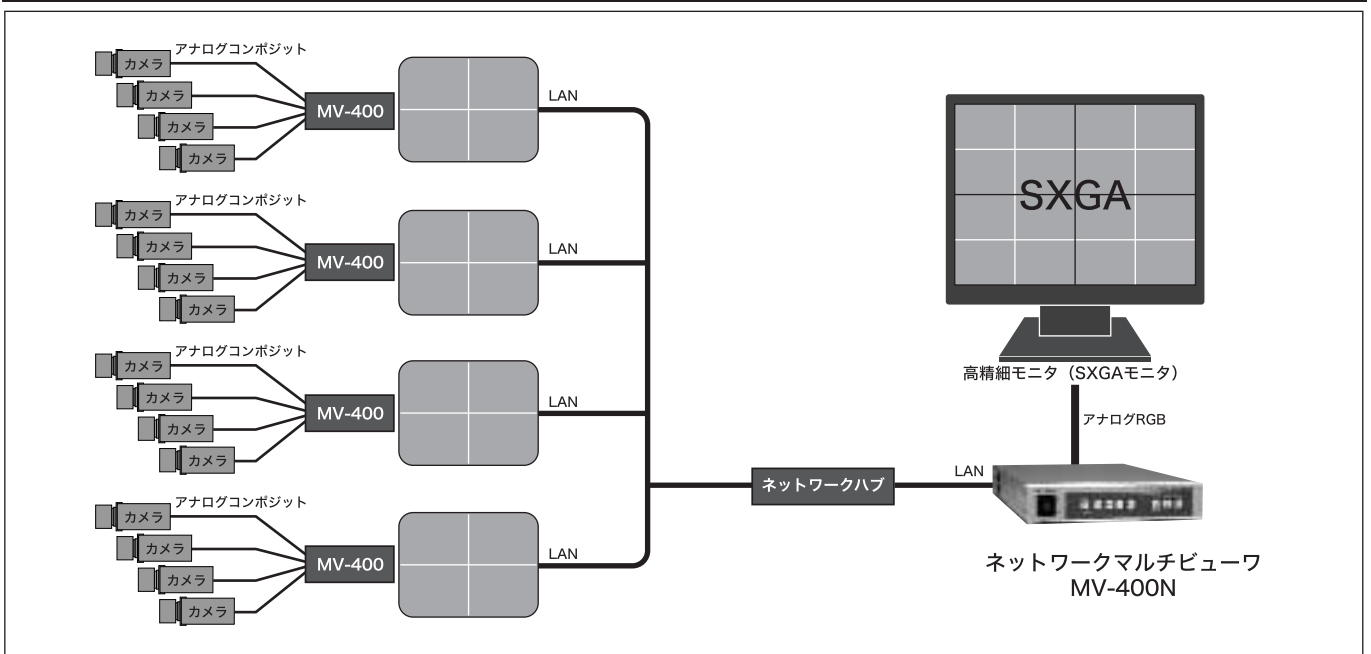 アナログコンポジット
カメラ
カメラ
カメラ
カメラ
MV-400
LAN
アナログコンポジット
カメラ
カメラ
カメラ
カメラ
MV-400
LAN
アナログコンポジット
カメラ
カメラ
カメラ
カメラ
MV-400
LAN
アナログコンポジット
カメラ
カメラ
カメラ
カメラ
MV-400
LAN
ネットワークハブ
LAN
SXGA
高精細モニタ（SXGAモニタ）
アナログRGB
ネットワークマルチビューワ
MV-400N